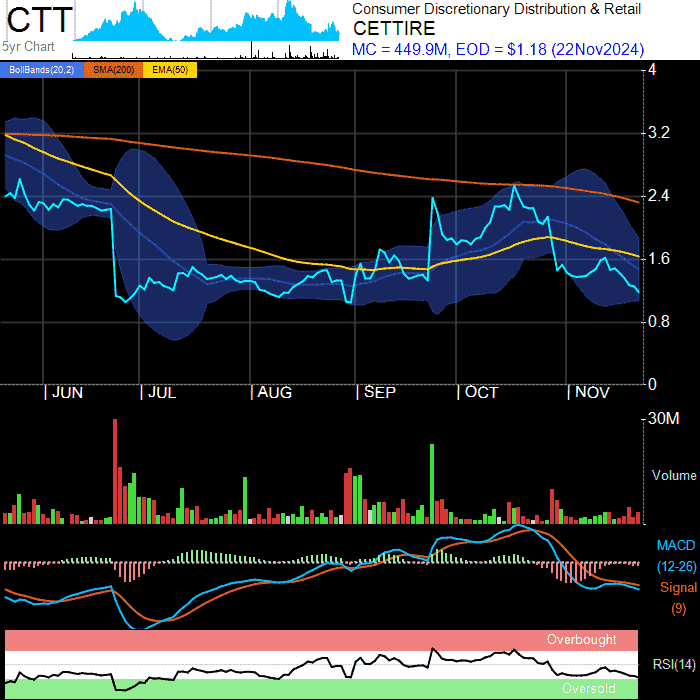 CTT
5yr Chart
Consumer Discretionary Distribution & Retail
CETTIRE
MC = 449.9M, EOD = $1.18 (22Nov2024)
BollBands(20,2) SMA(200) EMA(50)
4
3.2
2.4
1.6
0.8
0
| JUN | JUL | AUG | SEP | OCT | NOV
30M
Volume
MACD
(12-26)
Signal
(9)
Overbought
RSI(14)
Oversold